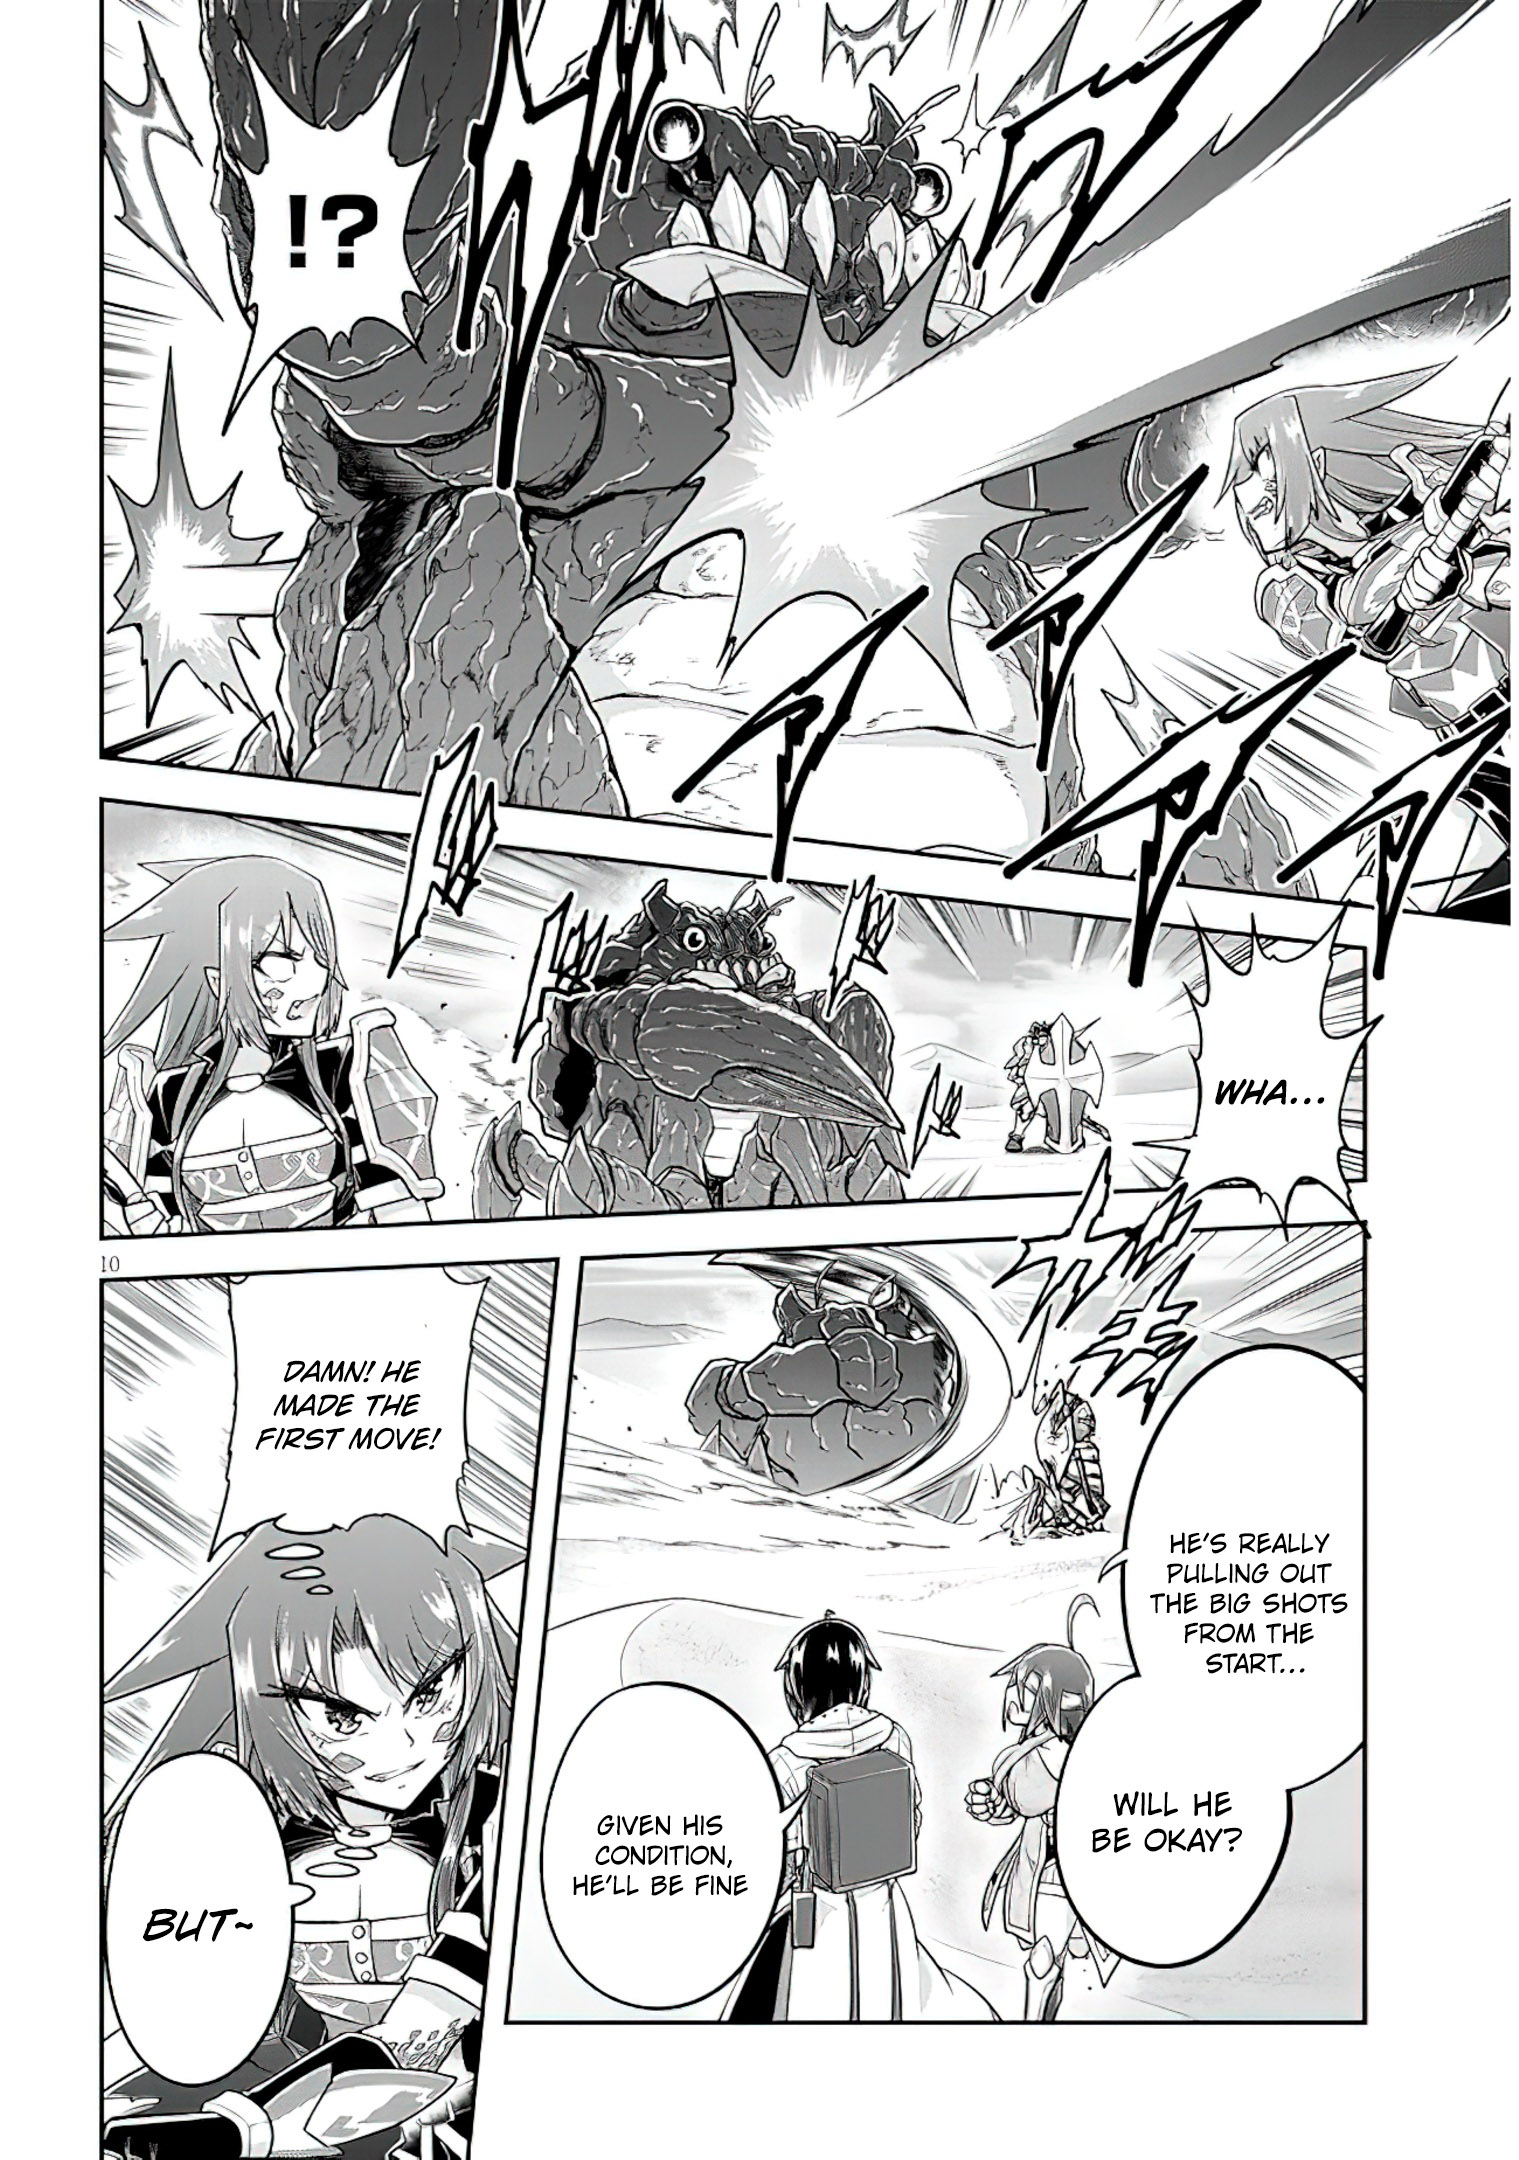 !?
WHA...
HE'S REALLY
PULLING OUT
THE BIG SHOTS
FROM THE
START...
WILL HE
BE OKAY?
GIVEN HIS
CONDITION,
HE'LL BE FINE
DAMN! HE
MADE THE
FIRST MOVE!
BUT~
10